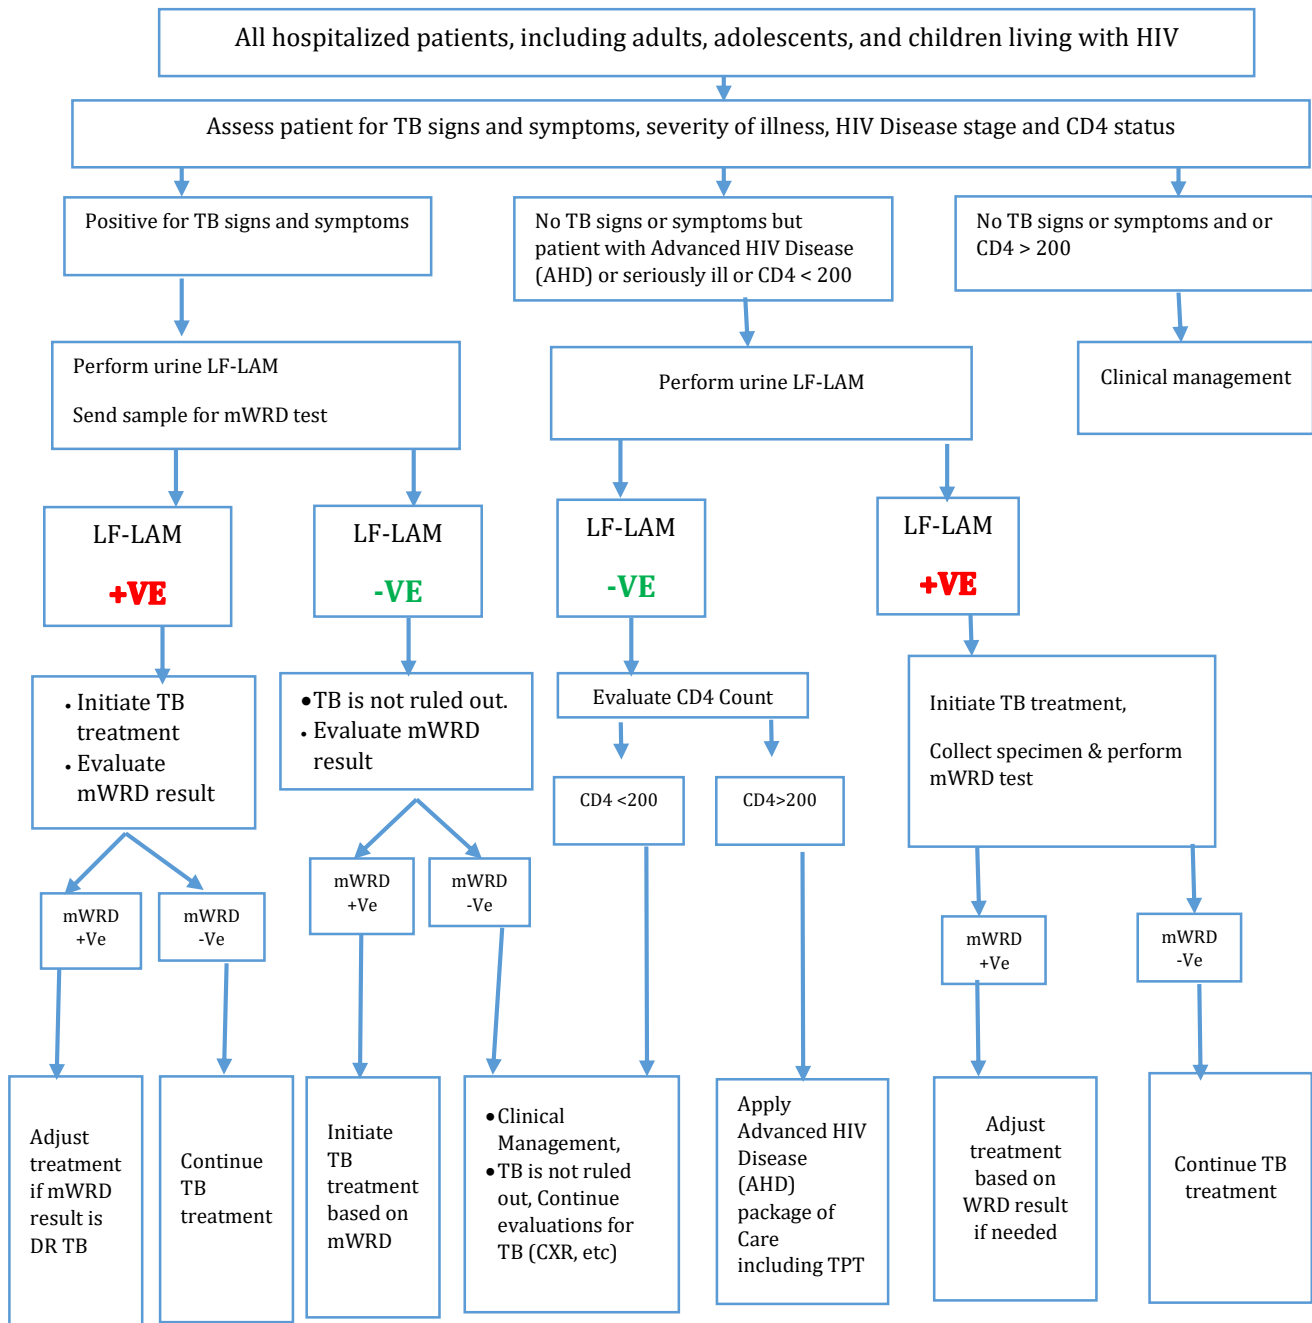 All hospitalized patients, including adults, adolescents, and children living with HIV
Assess patient for TB signs and symptoms, severity of illness, HIV Disease stage and CD4 status
Positive for TB signs and symptoms
No TB signs or symptoms but
patient with Advanced HIV Disease
(AHD) or seriously ill or CD4 < 200
No TB signs or symptoms and or
CD4 > 200
Perform urine LF-LAM
Send sample for mWRD test
Perform urine LF-LAM
Clinical management
LF-LAM
+VE
LF-LAM
-VE
LF-LAM
-VE
LF-LAM
+VE
• Initiate TB
treatment
• Evaluate
mWRD result
•TB is not ruled out.
• Evaluate mWRD
result
Evaluate CD4 Count
Initiate TB treatment,
Collect specimen & perform
mWRD test
CD4 <200
CD4>200
mWRD
+Ve
mWRD
-Ve
mWRD
+Ve
mWRD
-Ve
mWRD
+Ve
mWRD
-Ve
Adjust
treatment
if mWRD
result is
DR TB
Continue
TB
treatment
Initiate
TB
treatment
based on
mWRD
•Clinical
Management,
•TB is not ruled
out, Continue
evaluations for
TB (CXR, etc)
Apply
Advanced HIV
Disease
(AHD)
package of
Care
including TPT
Adjust
treatment
based on
WRD result
if needed
Continue TB
treatment